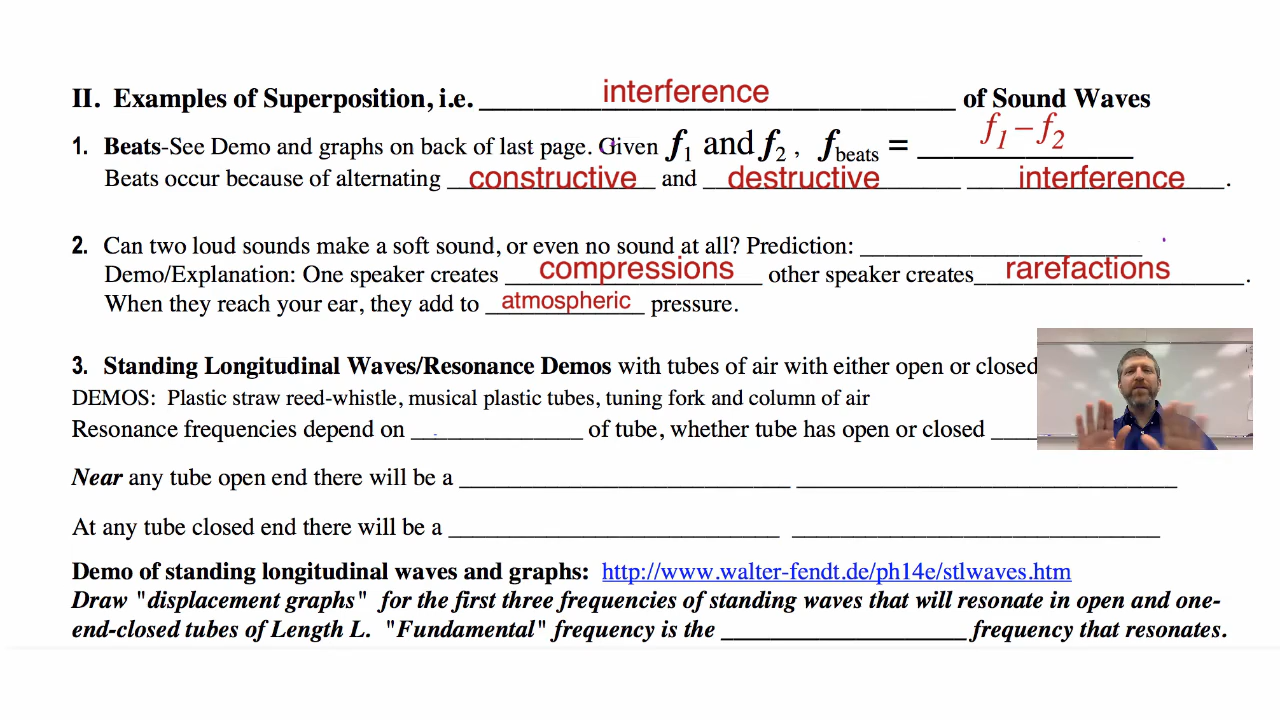 II. Examples of Superposition, i.e. interference of Sound Waves
1. Beats-See Demo and graphs on back of last page. Given f1 and f2 , fbeats = f1 – f2
Beats occur because of alternating constructive and destructive interference.
2. Can two loud sounds make a soft sound, or even no sound at all? Prediction:
Demo/Explanation: One speaker creates compressions other speaker creates rarefactions.
When they reach your ear, they add to atmospheric pressure.
3. Standing Longitudinal Waves/Resonance Demos with tubes of air with either open or closed
DEMOS: Plastic straw reed-whistle, musical plastic tubes, tuning fork and column of air
Resonance frequencies depend on ______________ of tube, whether tube has open or closed ____
Near any tube open end there will be a ____________________________ ________________________________
At any tube closed end there will be a ____________________________ _______________________________
Demo of standing longitudinal waves and graphs: http://www.walter-fendt.de/ph14e/stlwaves.htm
Draw "displacement graphs" for the first three frequencies of standing waves that will resonate in open and one-
end-closed tubes of Length L. "Fundamental" frequency is the ____________________ frequency that resonates.